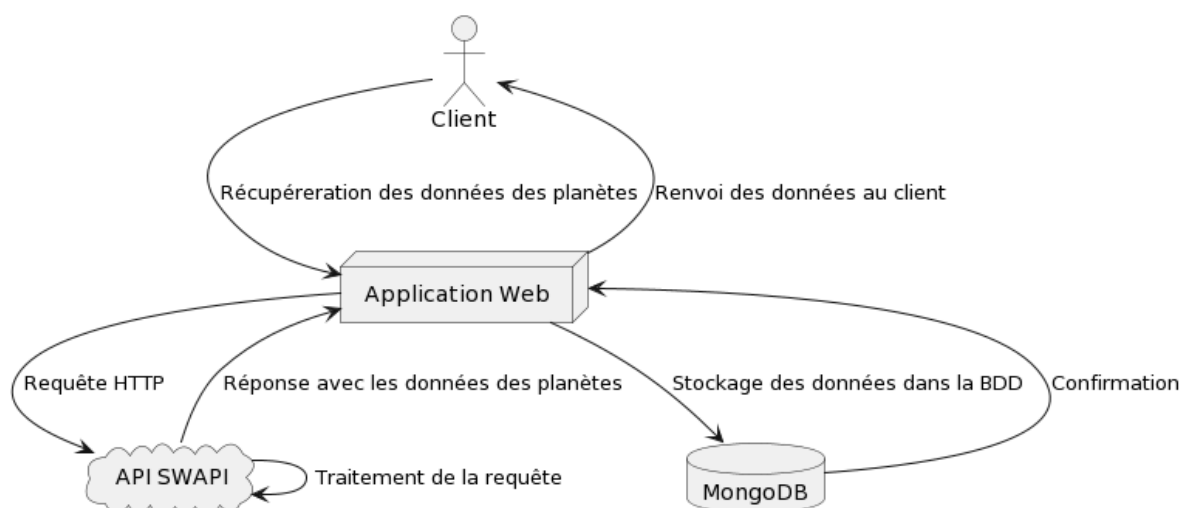 Client
Récupéreration des données des planètes
Renvoi des données au client
Application Web
Requête HTTP
Réponse avec les données des planètes
Stockage des données dans la BDD
Confirmation
API SWAPI
Traitement de la requête
MongoDB